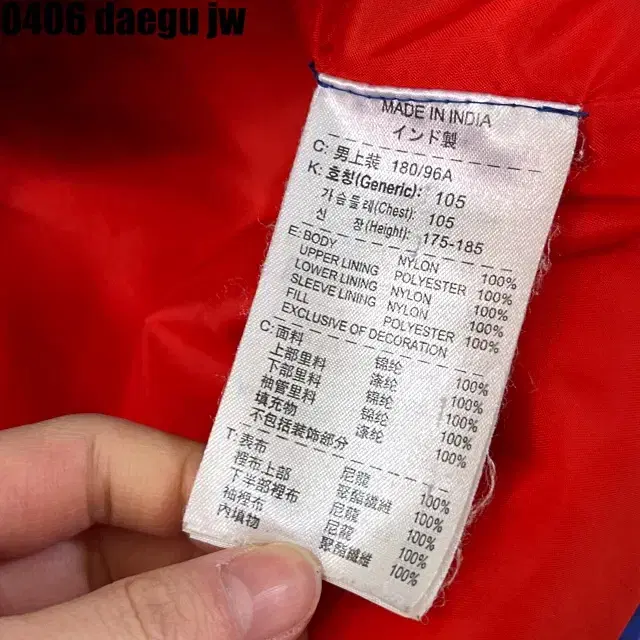 0406 daegu jw
MADE IN INDIA
インド製
C: 男上装 180/96A
K: 호칭(Generic): 105
가슴둘레(Chest): 105
신 장(Height): 175-185
E: BODY NYLON 100%
UPPER LINING POLYESTER 100%
LOWER LINING NYLON 100%
SLEEVE LINING NYLON 100%
FILL POLYESTER 100%
EXCLUSIVE OF DECORATION
C: 面料 锦纶 100%
上部里料 涤纶 100%
下部里料 锦纶 100%
袖管里料 锦纶 100%
填充物 涤纶 100%
不包括装饰部分
T: 表布 尼龍 100%
裡布上部 聚酯纖維 100%
下半部裡布 尼龍 100%
袖裡布 尼龍 100%
內填物 聚酯纖維 100%